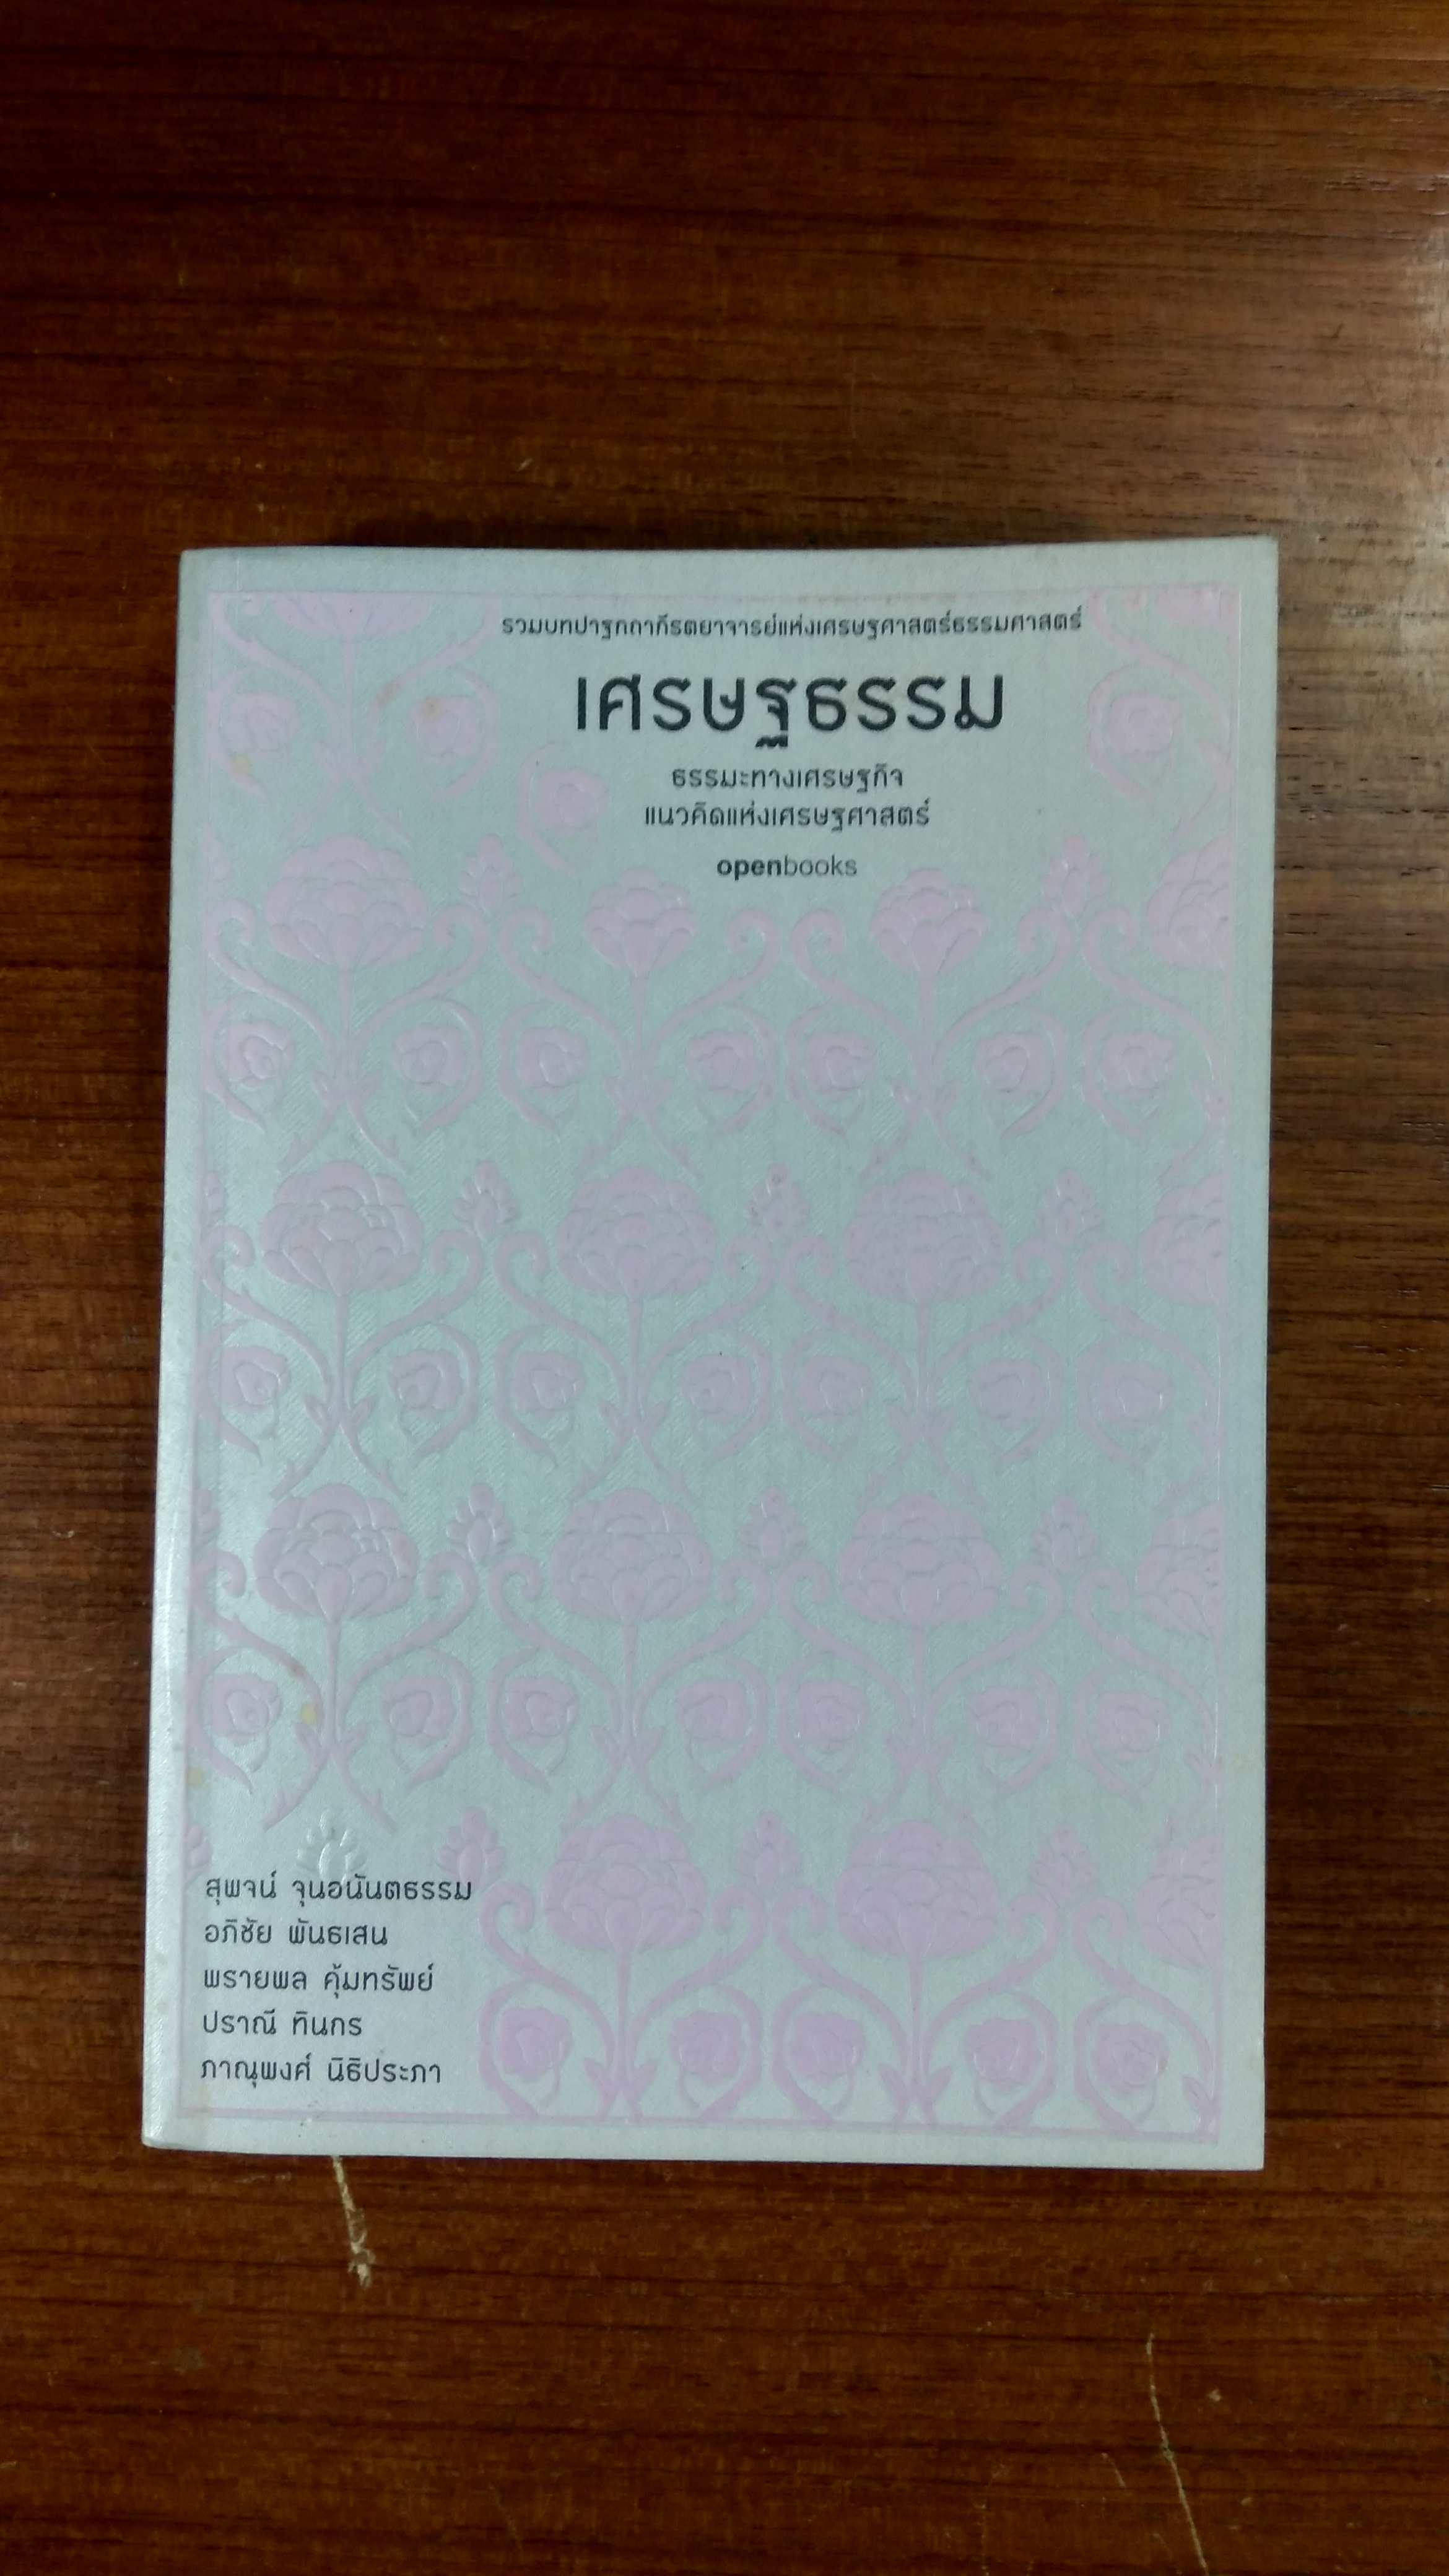 รวมบทปาฐกถากีรตยาจารย์แห่งเศรษฐศาสตร์ธรรมศาสตร์
เศรษฐธรรม
ธรรมะทางเศรษฐกิจ
แนวคิดแห่งเศรษฐศาสตร์
openbooks
สุพจน์ จุนอนันตธรรม
อภิชัย พันธเสน
พรายพล คุ้มทรัพย์
ปราณี ทินกร
ภาณุพงศ์ นิธิประภา